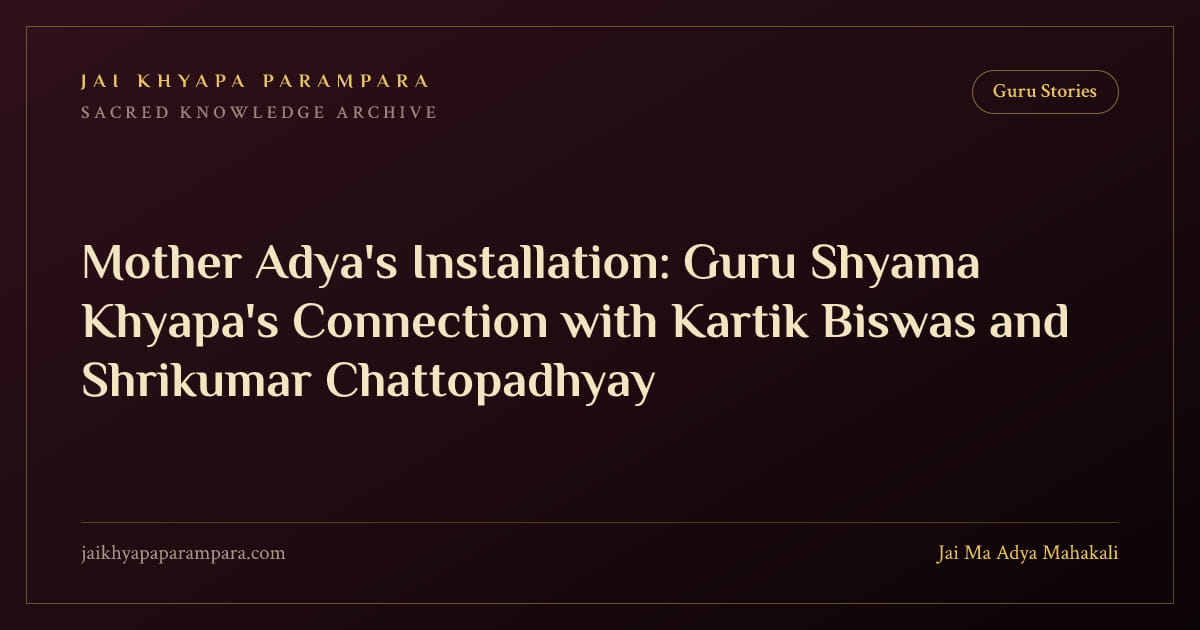 JAI KHYAPA PARAMPARA
SACRED KNOWLEDGE ARCHIVE
Guru Stories
Mother Adya's Installation: Guru Shyama
Khyapa's Connection with Kartik Biswas and
Shrikumar Chattopadhyay
jaikhyapaparampara.com
Jai Ma Adya Mahakali